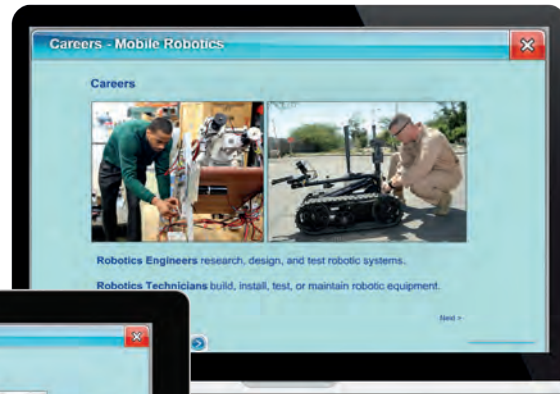 Careers - Mobile Robotics
Careers
Robotics Engineers research, design, and test robotic systems.
Robotics Technicians build, install, test, or maintain robotic equipment.
Next >